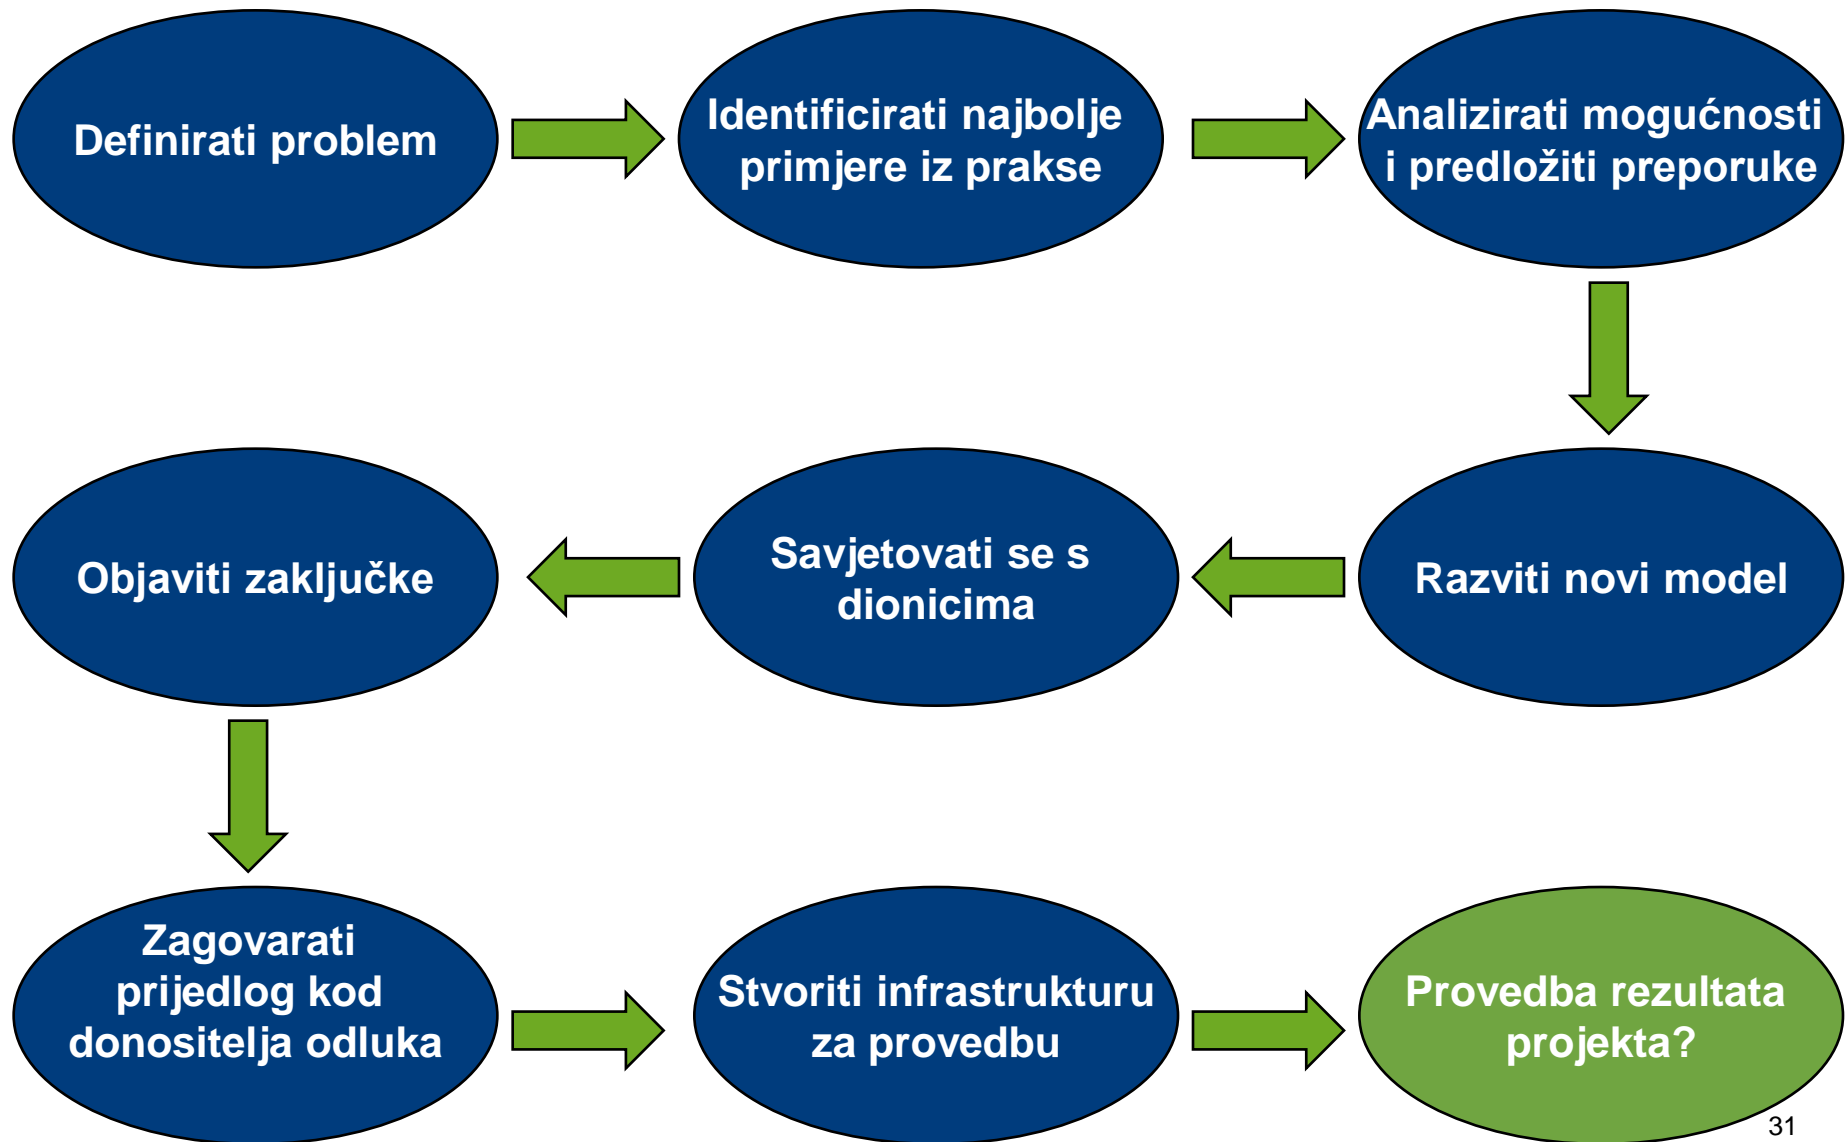 Definirati problem
Identificirati najbolje
primjere iz prakse
Analizirati mogućnosti
i predložiti preporuke
Razviti novi model
Savjetovati se s
dionicima
Objaviti zaključke
Zagovarati
prijedlog kod
donositelja odluka
Stvoriti infrastrukturu
za provedbu
Provedba rezultata
projekta?
31